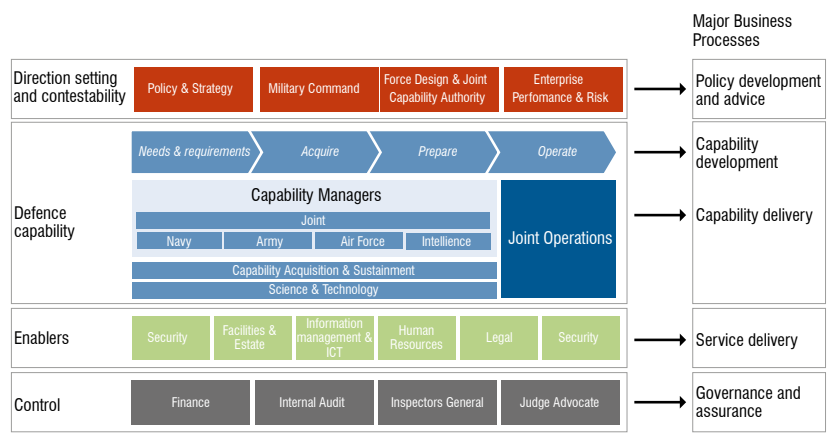 Major Business
Processes
Direction setting
and contestability
Policy & Strategy
Military Command
Force Design & Joint
Capability Authority
Enterprise
Perfomance & Risk
Policy development
and advice
Defence
capability
Needs & requirements
Acquire
Prepare
Operate
Capability
development
Capability Managers
Joint
Navy
Army
Air Force
Intellience
Capability Acquisition & Sustainment
Science & Technology
Joint Operations
Capability delivery
Enablers
Security
Facilities &
Estate
Information
management &
ICT
Human
Resources
Legal
Security
Service delivery
Control
Finance
Internal Audit
Inspectors General
Judge Advocate
Governance and
assurance